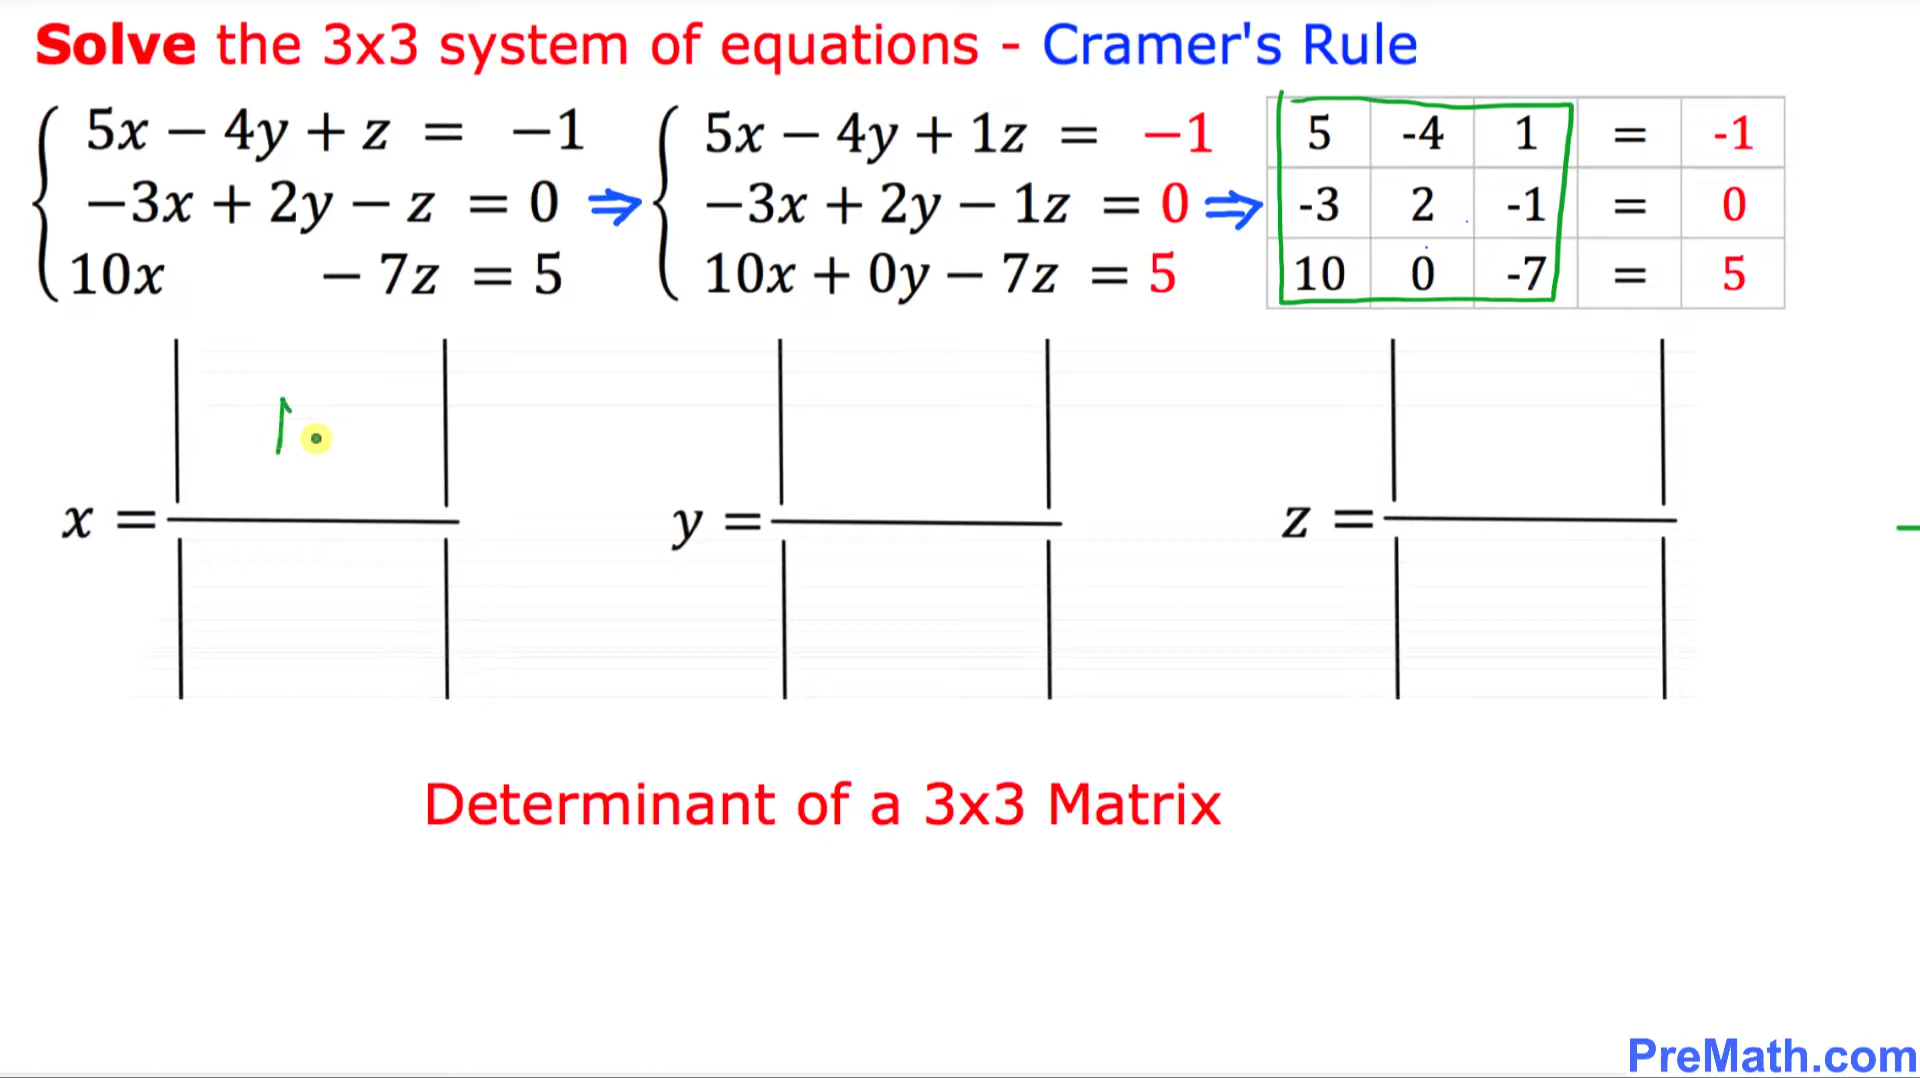 Solve the 3x3 system of equations - Cramer's Rule
5x − 4y + z = −1
−3x + 2y − z = 0
10x − 7z = 5
⇒
5x − 4y + 1z = −1
−3x + 2y − 1z = 0
10x + 0y − 7z = 5
⇒
5 -4 1 = -1
-3 2 -1 = 0
10 0 -7 = 5
x =
y =
z =
Determinant of a 3x3 Matrix
PreMath.com